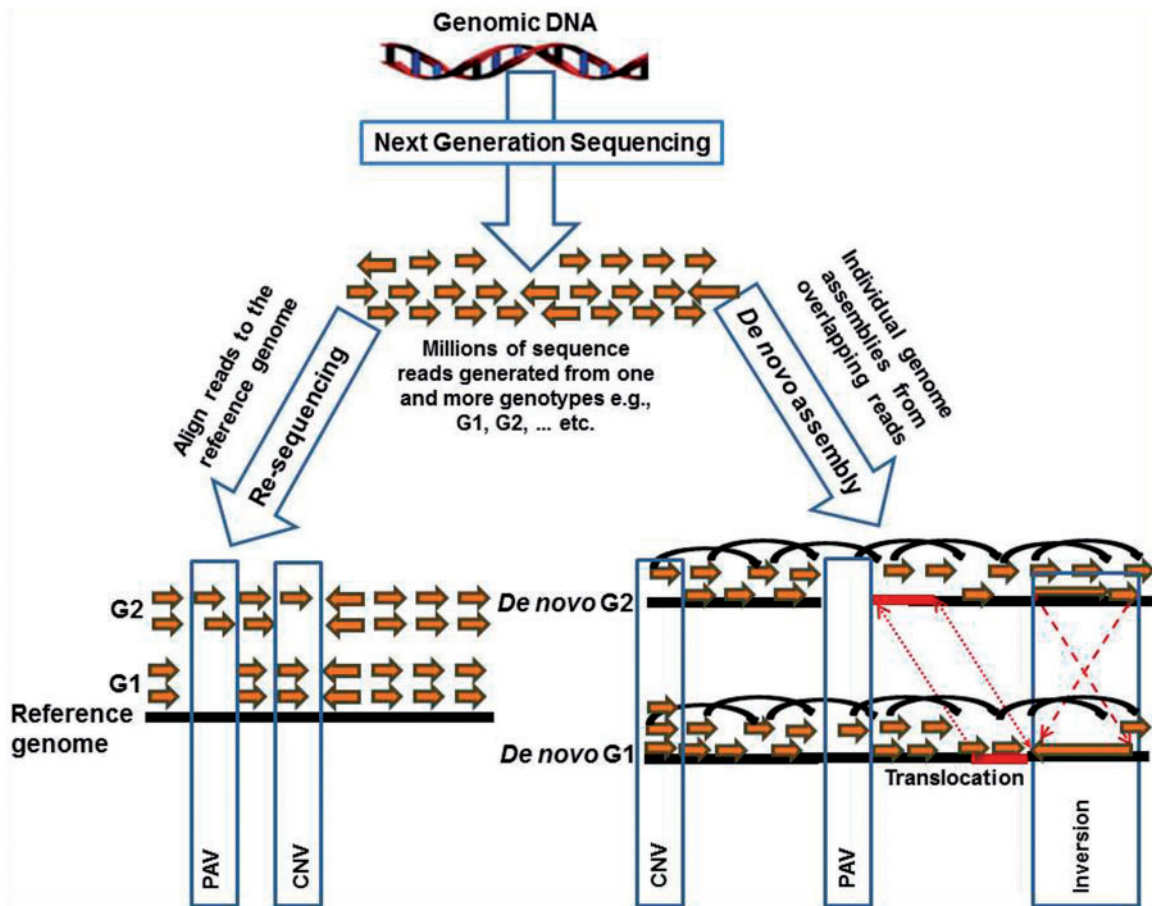 Genomic DNA
Next Generation Sequencing
Align reads to the
reference genome
Re-sequencing
Millions of sequence
reads generated from one
and more genotypes e.g.,
G1, G2, ... etc.
De novo assembly
Individual genome
assemblies from
overlapping reads
G2
G1
Reference
genome
PAV
CNV
De novo G2
De novo G1
Translocation
CNV
PAV
Inversion